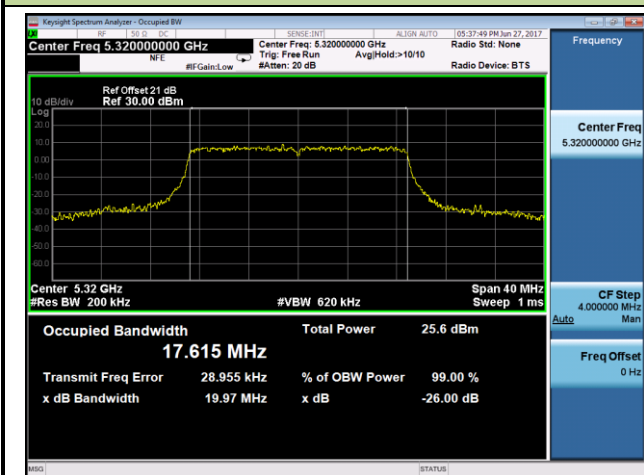 Keysight Spectrum Analyzer - Occupied BW
RF 50 Ω DC SENSE:INT ALIGN AUTO 05:37:49 PM Jun 27, 2017
Center Freq 5.320000000 GHz Center Freq: 5.320000000 GHz Radio Std: None Frequency
NFE Trig: Free Run Avg|Hold:>10/10
#IFGain:Low #Atten: 20 dB Radio Device: BTS
Ref Offset 21 dB
10 dB/div Ref 30.00 dBm
Log
20.0
10.0
0.00
-10.0
-20.0
-30.0
-40.0
-50.0
-60.0
Center Freq
5.320000000 GHz
Center 5.32 GHz Span 40 MHz
#Res BW 200 kHz #VBW 620 kHz Sweep 1 ms
CF Step
4.000000 MHz
Auto Man
Occupied Bandwidth Total Power 25.6 dBm
17.615 MHz
Freq Offset
0 Hz
Transmit Freq Error 28.955 kHz % of OBW Power 99.00 %
x dB Bandwidth 19.97 MHz x dB -26.00 dB
MSG STATUS